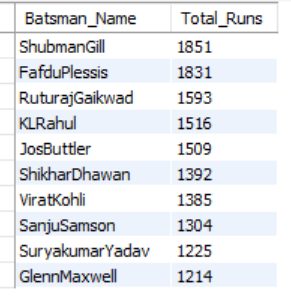 Batsman_Name Total_Runs
ShubmanGill 1851
FafduPlessis 1831
RuturajGaikwad 1593
KLRahul 1516
JosButtler 1509
ShikharDhawan 1392
ViratKohli 1385
SanjuSamson 1304
SuryakumarYadav 1225
GlennMaxwell 1214